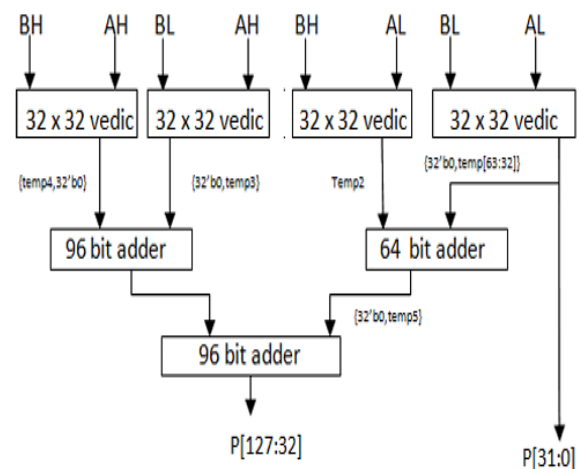 BH AH BL AH BH AL BL AL
32 x 32 vedic 32 x 32 vedic 32 x 32 vedic 32 x 32 vedic
{temp4,32'b0} {32'b0,temp3} Temp2 {32'b0,temp[63:32]}
96 bit adder 64 bit adder
{32'b0,temp5}
96 bit adder
P[127:32] P[31:0]